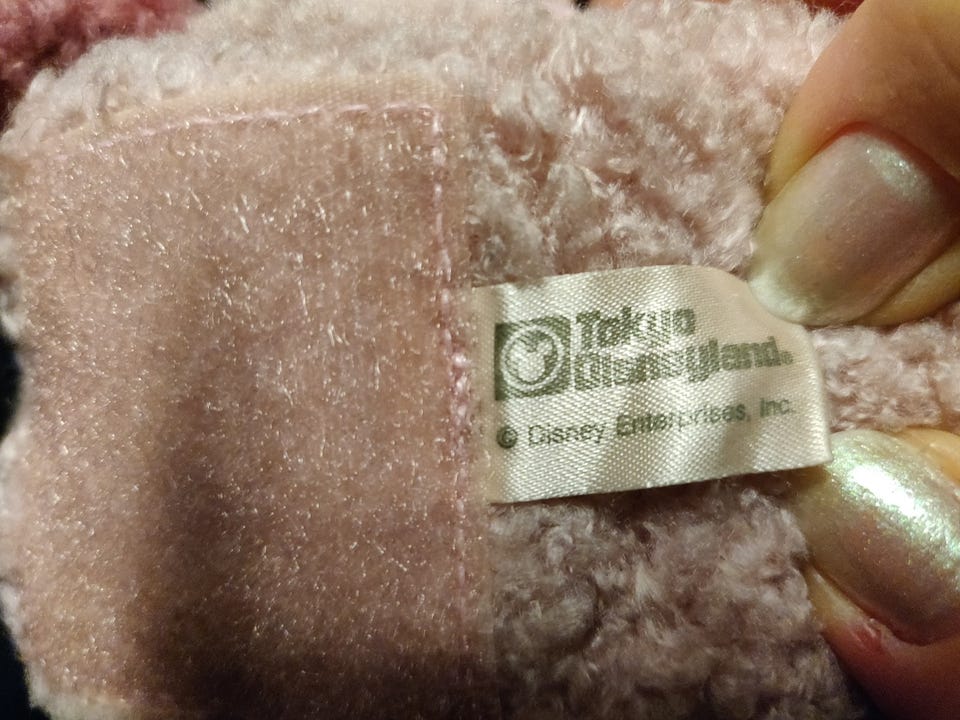 Tokyo
Disneyland®
© Disney Enterprises, Inc.